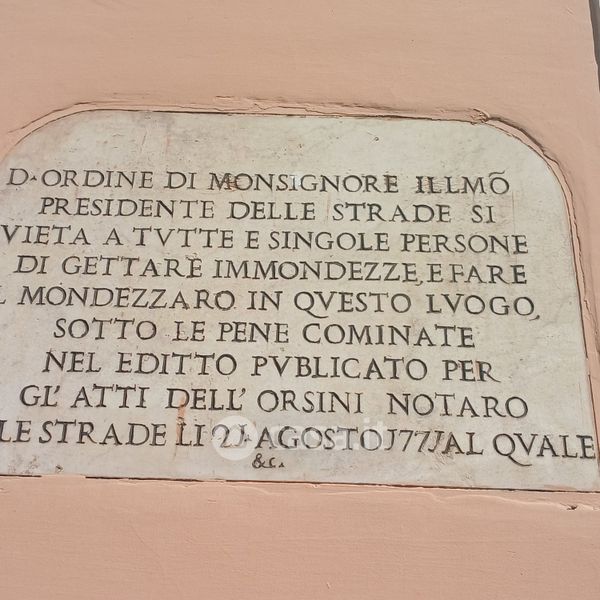 D. ORDINE DI MONSIGNORE ILLMÕ
PRESIDENTE DELLE STRADE SI
VIETA A TVTTE E SINGOLE PERSONE
DI GETTARE IMMONDEZZE, E FARE
L MONDEZZARO IN QVESTO LVOGO,
SOTTO LE PENE COMINATE
NEL EDITTO PVBLICATO PER
GL' ATTI DELL' ORSINI NOTARO
LE STRADE LI AGOSTO J77J AL QVALE
&c.